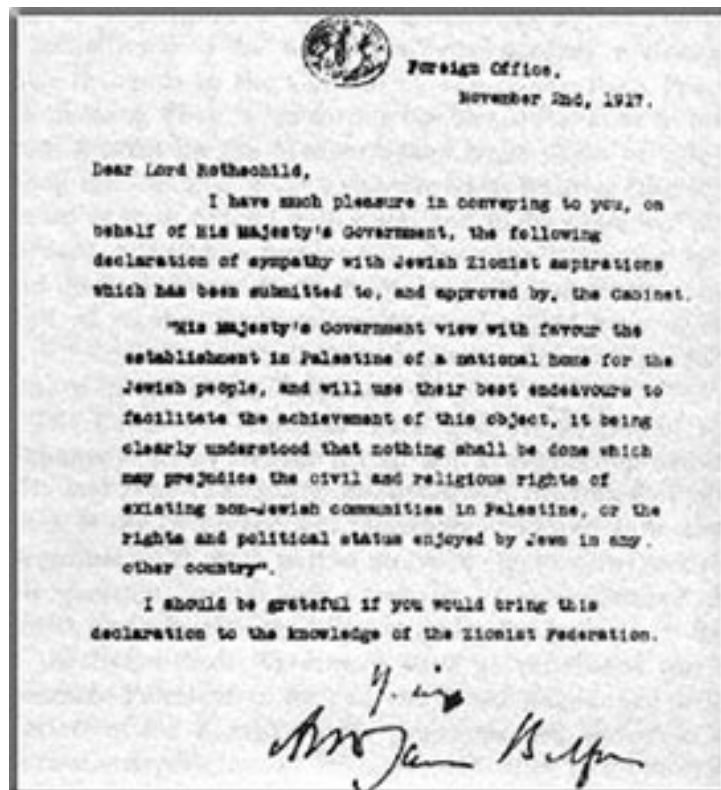 Foreign Office,
November 2nd, 1917.
Dear Lord Rothschild,
I have much pleasure in conveying to you, on
behalf of His Majesty's Government, the following
declaration of sympathy with Jewish Zionist aspirations
which has been submitted to, and approved by, the Cabinet.
"His Majesty's Government view with favour the
establishment in Palestine of a national home for the
Jewish people, and will use their best endeavours to
facilitate the achievement of this object, it being
clearly understood that nothing shall be done which
may prejudice the civil and religious rights of
existing non-Jewish communities in Palestine, or the
rights and political status enjoyed by Jews in any
other country".
I should be grateful if you would bring this
declaration to the knowledge of the Zionist Federation.